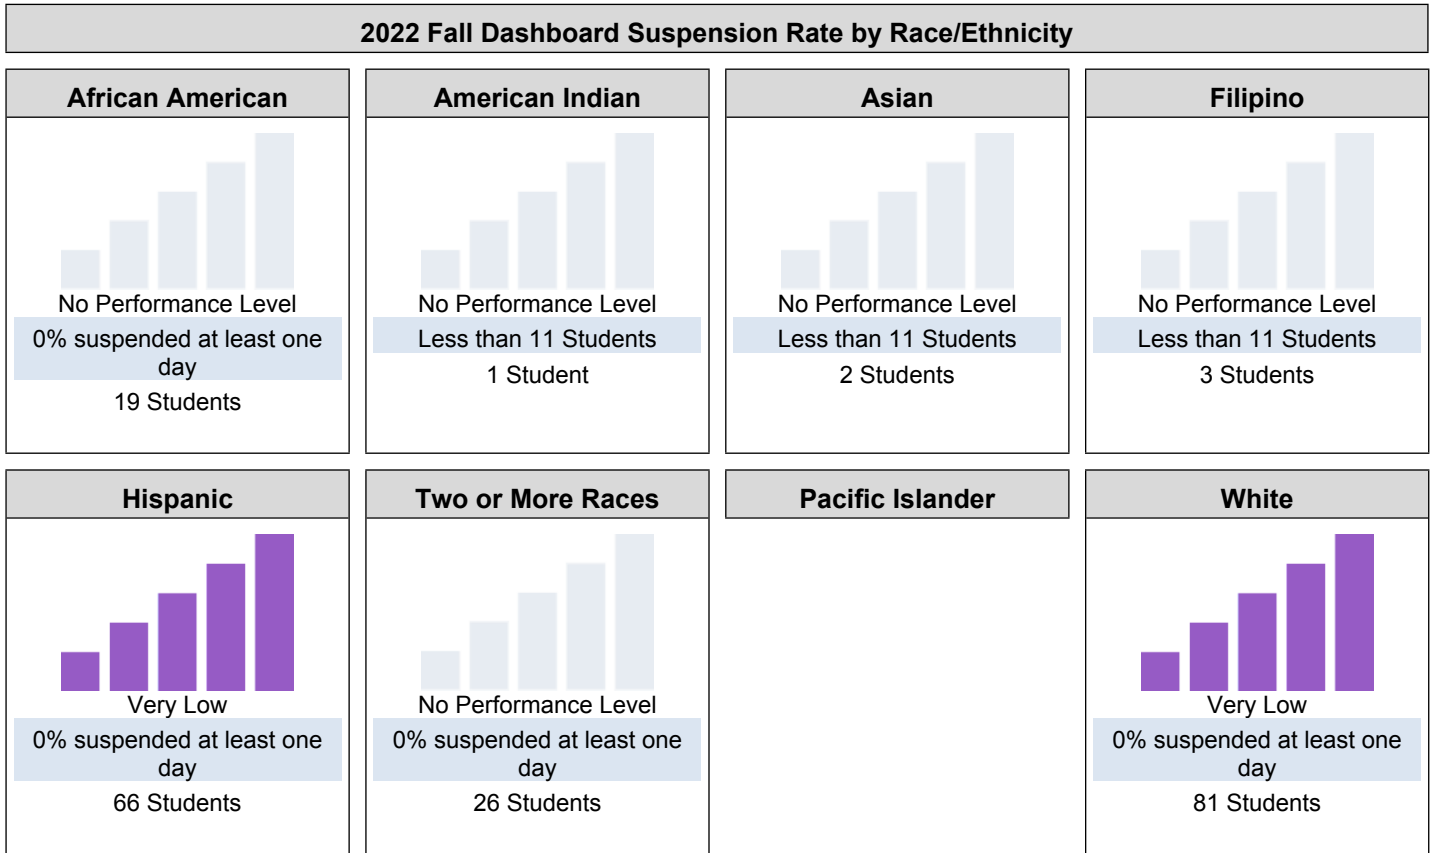 2022 Fall Dashboard Suspension Rate by Race/Ethnicity
African American
No Performance Level
0% suspended at least one
day
19 Students
American Indian
No Performance Level
Less than 11 Students
1 Student
Asian
No Performance Level
Less than 11 Students
2 Students
Filipino
No Performance Level
Less than 11 Students
3 Students
Hispanic
Very Low
0% suspended at least one
day
66 Students
Two or More Races
No Performance Level
0% suspended at least one
day
26 Students
Pacific Islander
White
Very Low
0% suspended at least one
day
81 Students